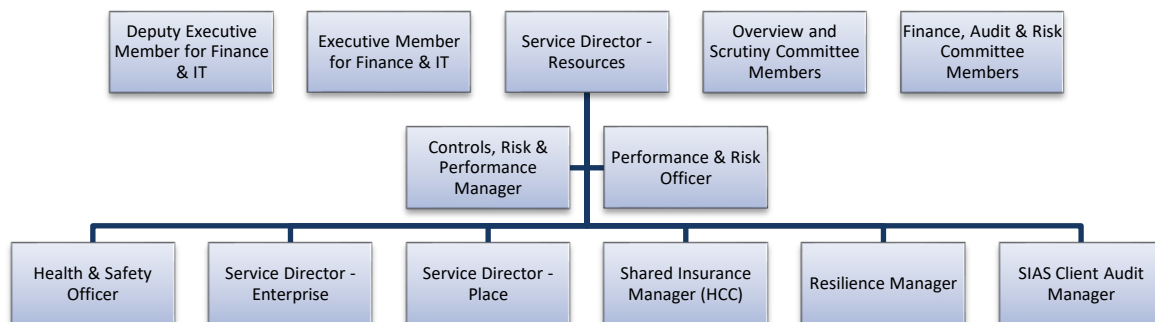 Deputy Executive
Member for Finance
& IT
Executive Member
for Finance & IT
Service Director -
Resources
Overview and
Scrutiny Committee
Members
Finance, Audit & Risk
Committee
Members
Controls, Risk &
Performance
Manager
Performance & Risk
Officer
Health & Safety
Officer
Service Director -
Enterprise
Service Director -
Place
Shared Insurance
Manager (HCC)
Resilience Manager
SIAS Client Audit
Manager